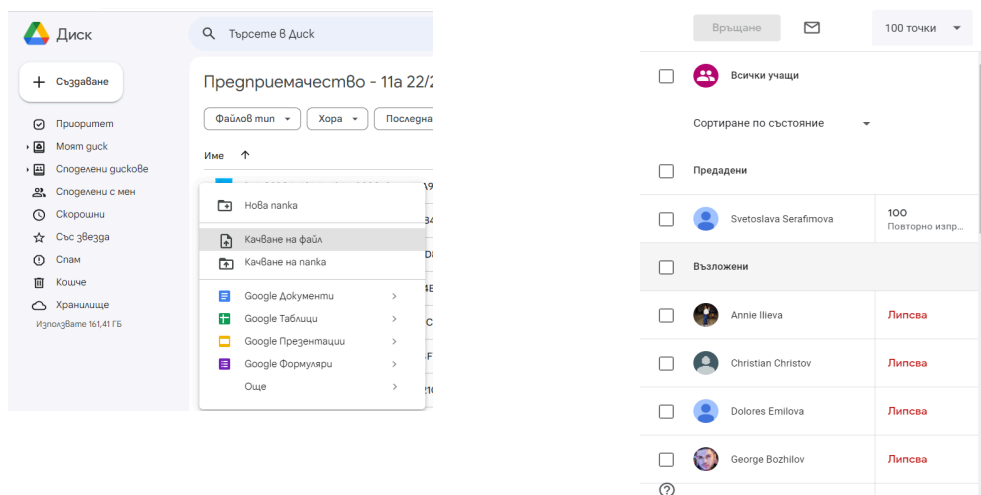 Диск
Търсете в Диск
Създаване
Приоритет
Моят диск
Споделени дискове
Споделени с мен
Скорошни
Със звезда
Спам
Кошче
Хранилище
Използвате 161,41 ГБ
Предприемачество - 11а 22/2
Файлов тип
Хора
Последна
Име
Нова папка
Качване на файл
Качване на папка
Google Документи
Google Таблици
Google Презентации
Google Формуляри
Още
Връщане
100 точки
Всички учащи
Сортиране по състояние
Предадени
Svetoslava Serafimova
100
Повторно изпр...
Възложени
Annie Ilieva
Липсва
Christian Christov
Липсва
Dolores Emilova
Липсва
George Bozhilov
Липсва